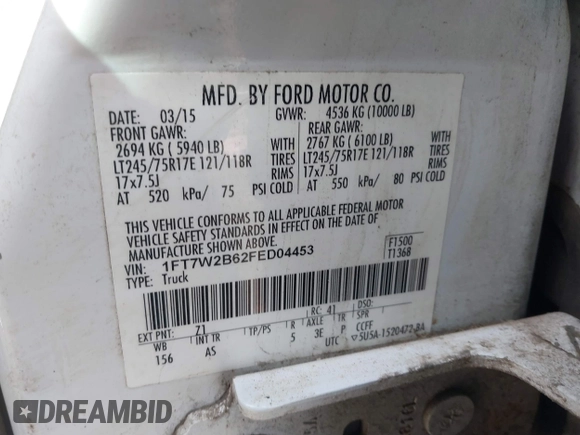 MFD. BY FORD MOTOR CO.
DATE: 03/15 GVWR: 4536 KG (10000 LB)
FRONT GAWR: REAR GAWR:
2694 KG ( 5940 LB) WITH 2767 KG ( 6100 LB) WITH
LT245/75R17E 121/118R TIRES LT245/75R17E 121/118R TIRES
17x7.5J RIMS 17x7.5J RIMS
AT 520 kPa/ 75 PSI COLD AT 550 kPa/ 80 PSI COLD
THIS VEHICLE CONFORMS TO ALL APPLICABLE FEDERAL MOTOR
VEHICLE SAFETY STANDARDS IN EFFECT ON THE DATE OF
MANUFACTURE SHOWN ABOVE.
VIN: 1FT7W2B62FED04453 F1500
TYPE: Truck T1368
RC: 41 DSO:
EXT PNT: Z1
WB INT TR TP/PS R AXLE TR SPR
156 AS 5 3E P CCFF
UTC ▽5U5A-1520472-BA
DREAMBID